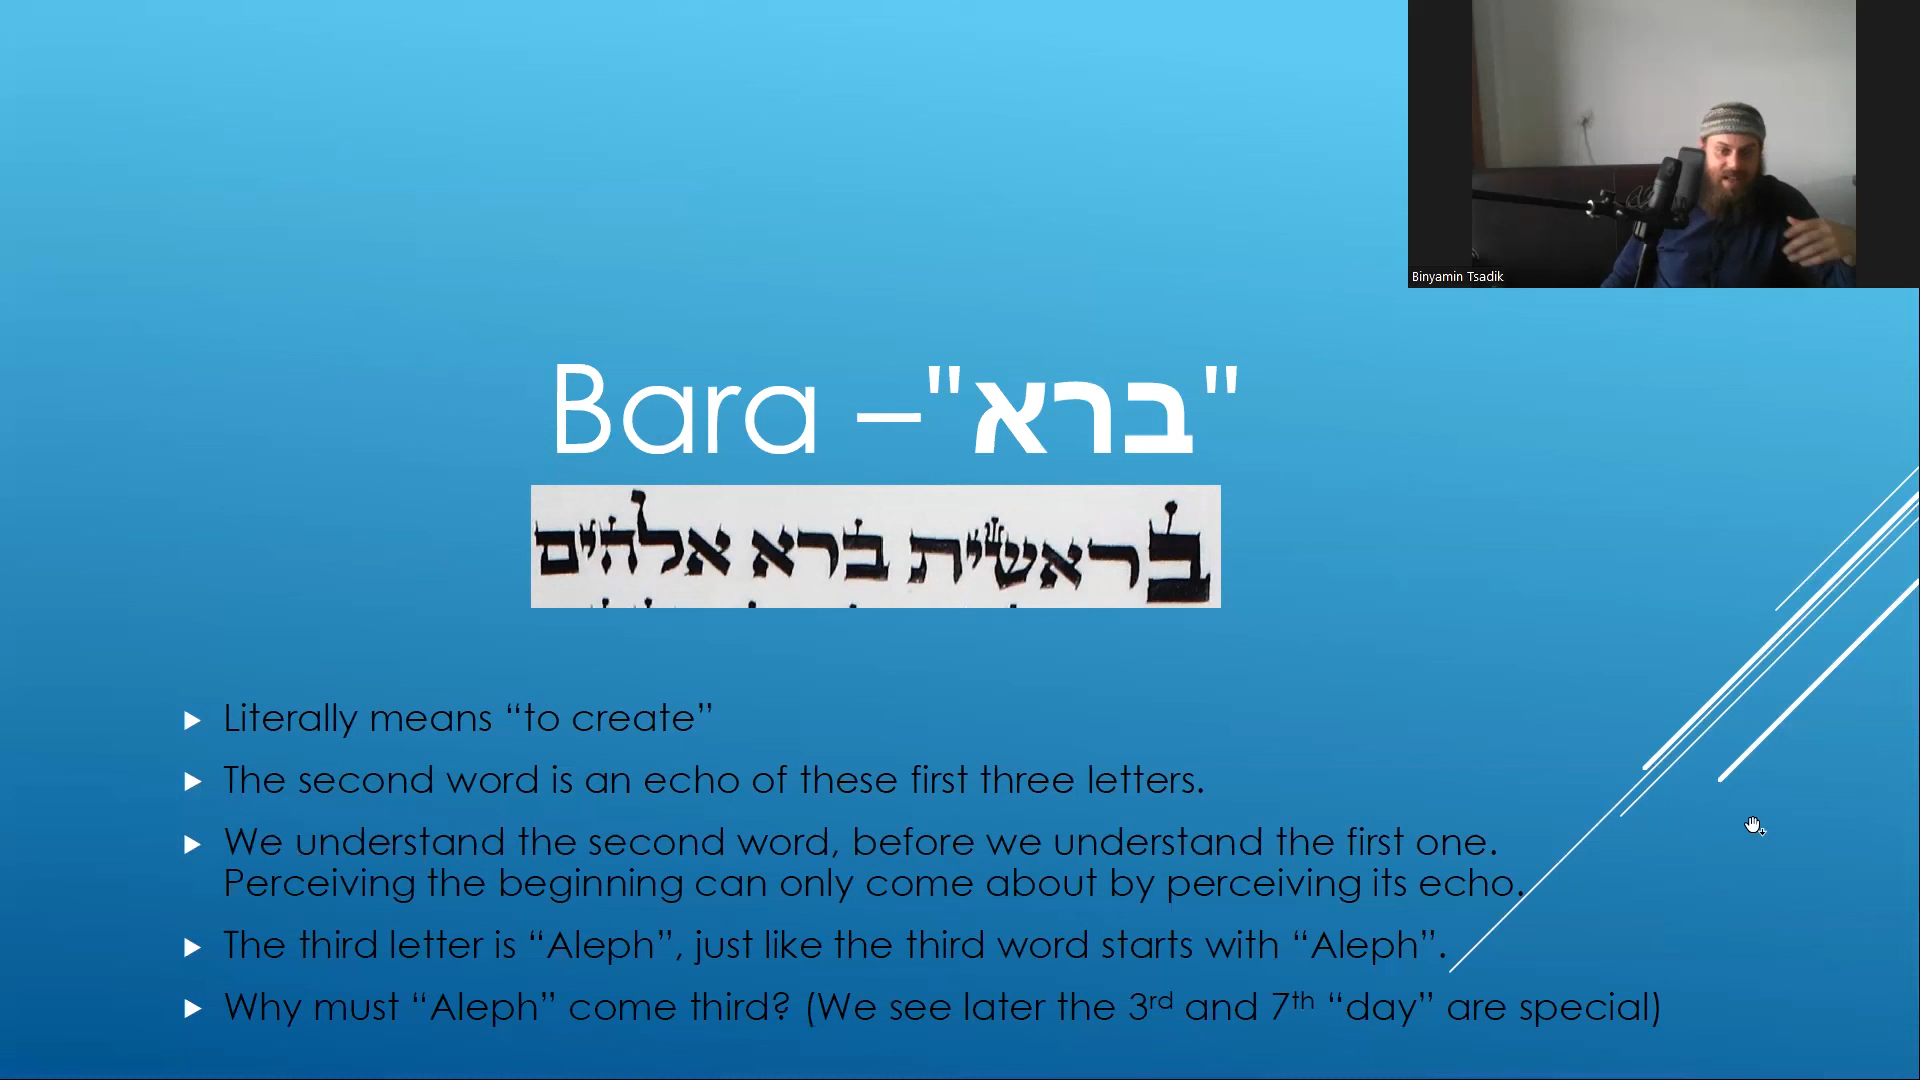 Binyamin Tsadik
Bara –"ברא"
בראשית ברא אלהים
Literally means “to create”
The second word is an echo of these first three letters.
We understand the second word, before we understand the first one.
Perceiving the beginning can only come about by perceiving its echo.
The third letter is “Aleph”, just like the third word starts with “Aleph”.
Why must “Aleph” come third? (We see later the 3rd and 7th “day” are special)